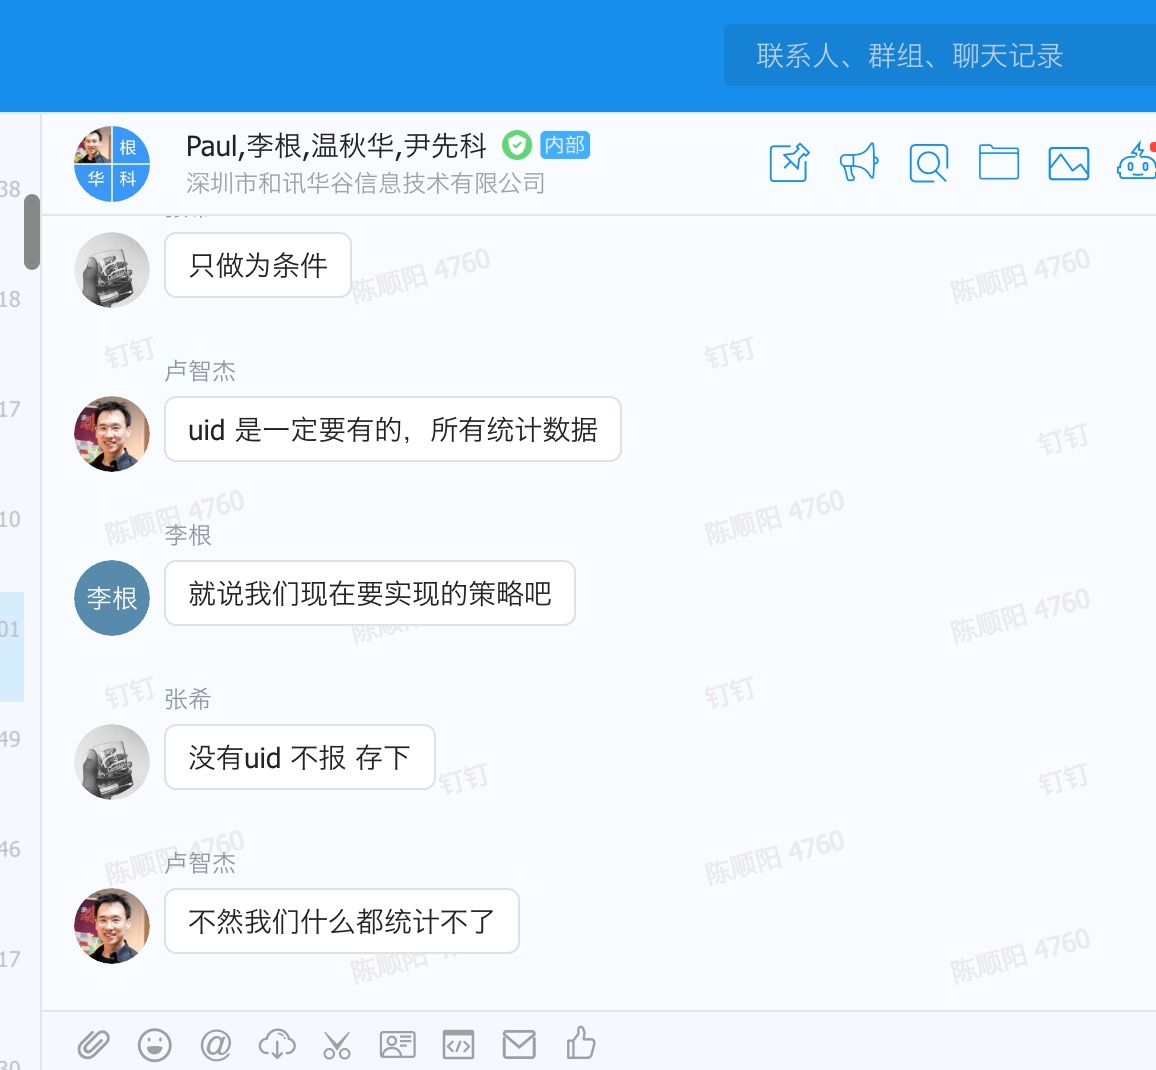 联系人、群组、聊天记录
根
华 科
Paul,李根,温秋华,尹先科 内部
深圳市和讯华谷信息技术有限公司
38
只做为条件
陈顺阳 4760
陈顺阳 4760
18
钉钉
钉钉
卢智杰
17
uid 是一定要有的，所有统计数据
钉钉
陈顺阳 4760
陈顺阳 4760
10
李根
李根
就说我们现在要实现的策略吧
陈顺阳 4760
01
钉钉
钉钉
张希
49
没有uid 不报 存下
钉钉
钉钉
陈顺阳 4760
陈顺阳 4760
46
卢智杰
不然我们什么都统计不了
陈顺阳
陈顺阳 4760
17
30